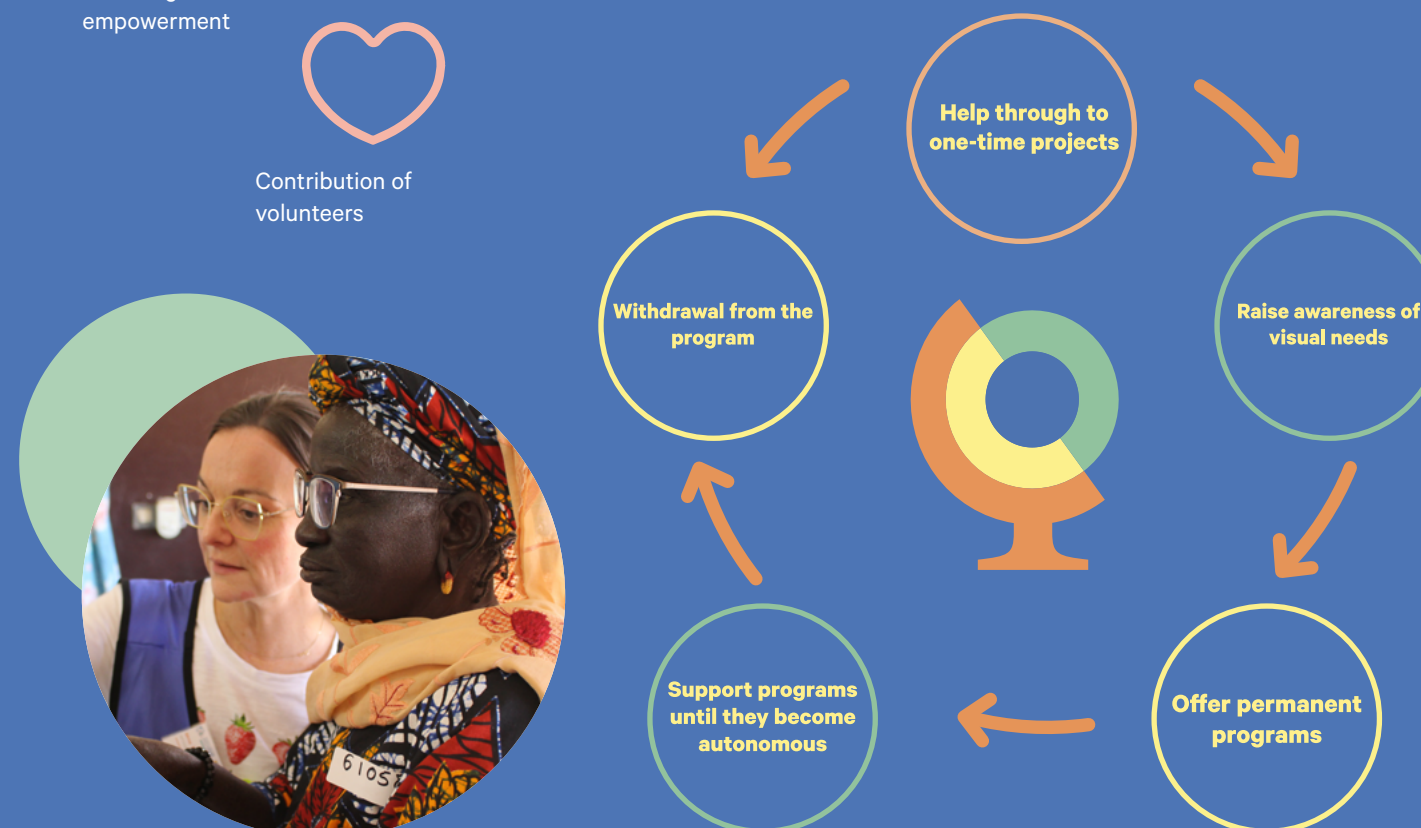 empowerment
Contribution of
volunteers
Help through to
one-time projects
Withdrawal from the
program
Raise awareness of
visual needs
Support programs
until they become
autonomous
Offer permanent
programs
6105